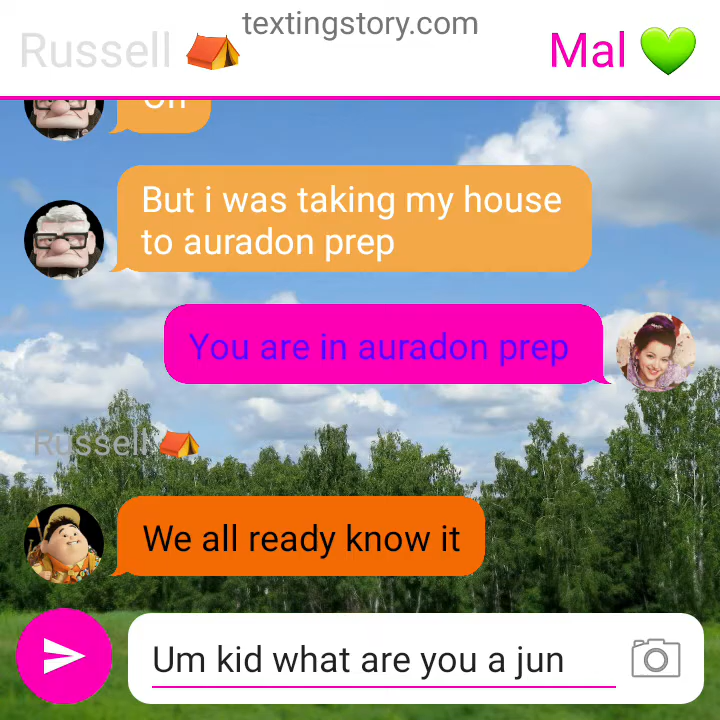 textingstory.com
Russell
Mal
Oh
But i was taking my house
to auradon prep
You are in auradon prep
Russell
We all ready know it
Um kid what are you a jun